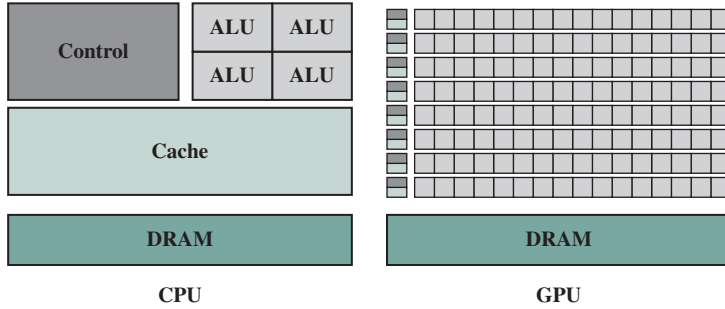 Control
ALU ALU
ALU ALU
Cache
DRAM
CPU
DRAM
GPU